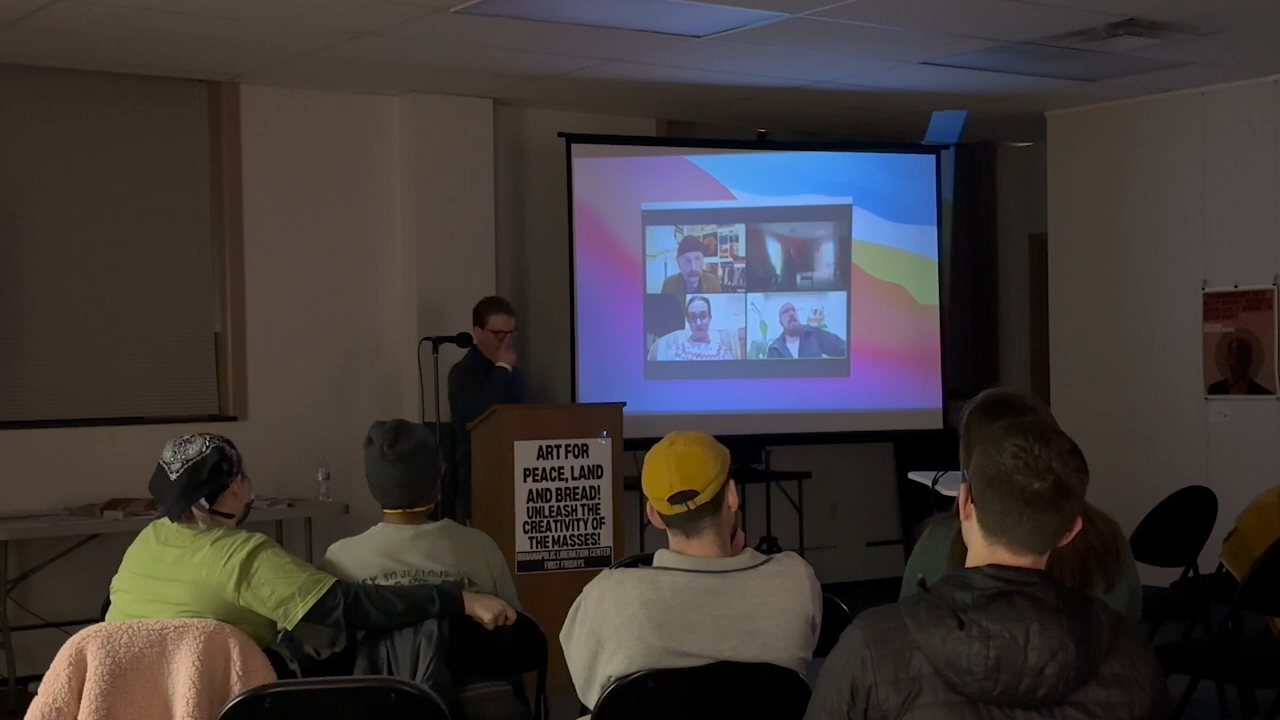 ART FOR
PEACE, LAND
AND BREAD!
UNLEASH THE
CREATIVITY OF
THE MASSES!
INDIANAPOLIS LIBERATION CENTER
FIRST FRIDAYS